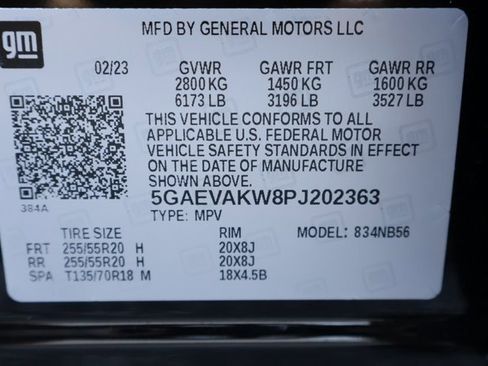 gm
MFD BY GENERAL MOTORS LLC
02/23 GVWR GAWR FRT GAWR RR
2800 KG 1450 KG 1600 KG
6173 LB 3196 LB 3527 LB
THIS VEHICLE CONFORMS TO ALL
APPLICABLE U.S. FEDERAL MOTOR
VEHICLE SAFETY STANDARDS IN EFFECT
ON THE DATE OF MANUFACTURE
SHOWN ABOVE.
384A
5GAEVAKW8PJ202363
TYPE: MPV
TIRE SIZE RIM MODEL: 834NB56
FRT 255/55R20 H 20X8J
RR 255/55R20 H 20X8J
SPA T135/70R18 M 18X4.5B